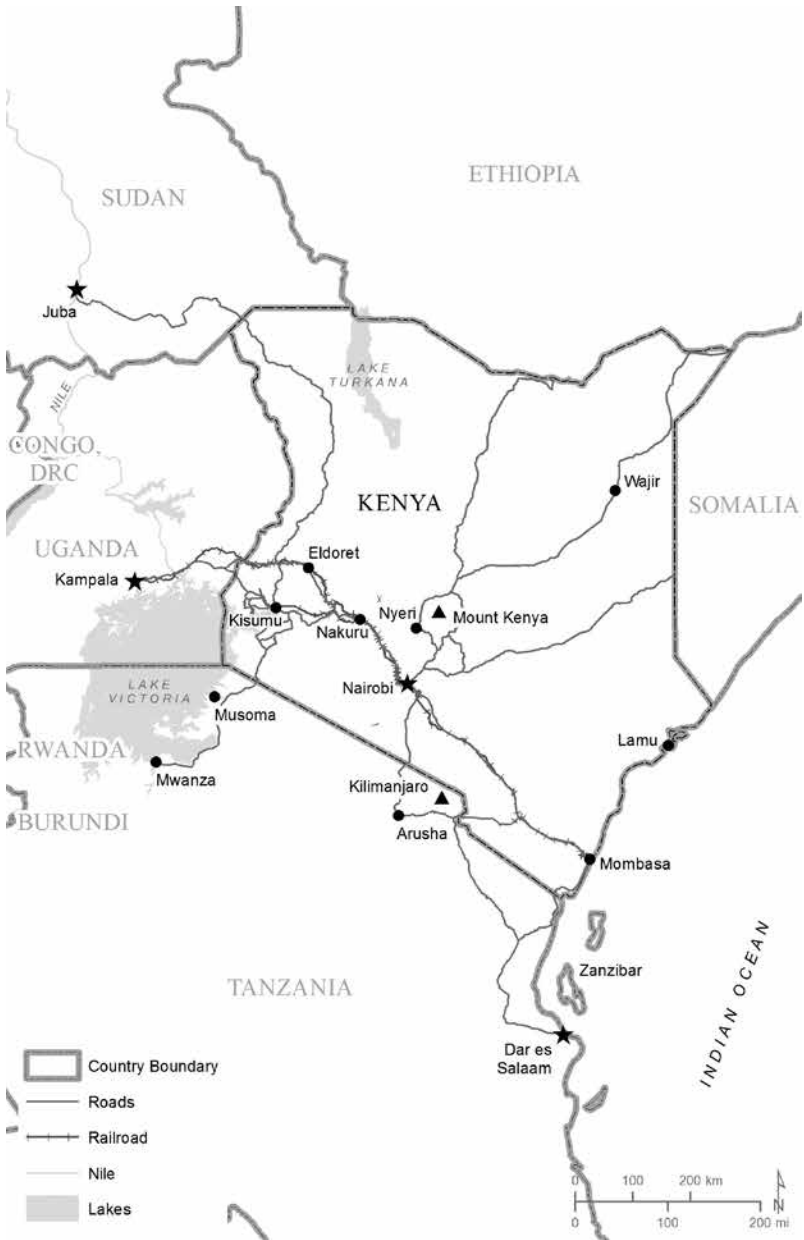 ETHIOPIA
SUDAN
Juba
LAKE
TURKANA
NILE
CONGO,
DRC
Wajir
KENYA
SOMALIA
UGANDA
Eldoret
Kampala
Kisumu
Nakuru
Nyeri
Mount Kenya
LAKE
VICTORIA
Nairobi
Musoma
RWANDA
Mwanza
Lamu
Kilimanjaro
BURUNDI
Arusha
Mombasa
Zanzibar
TANZANIA
INDIAN OCEAN
Dar es
Salaam
Country Boundary
Roads
Railroad
Nile
Lakes
0 100 200 km
0 100 200 mi
N